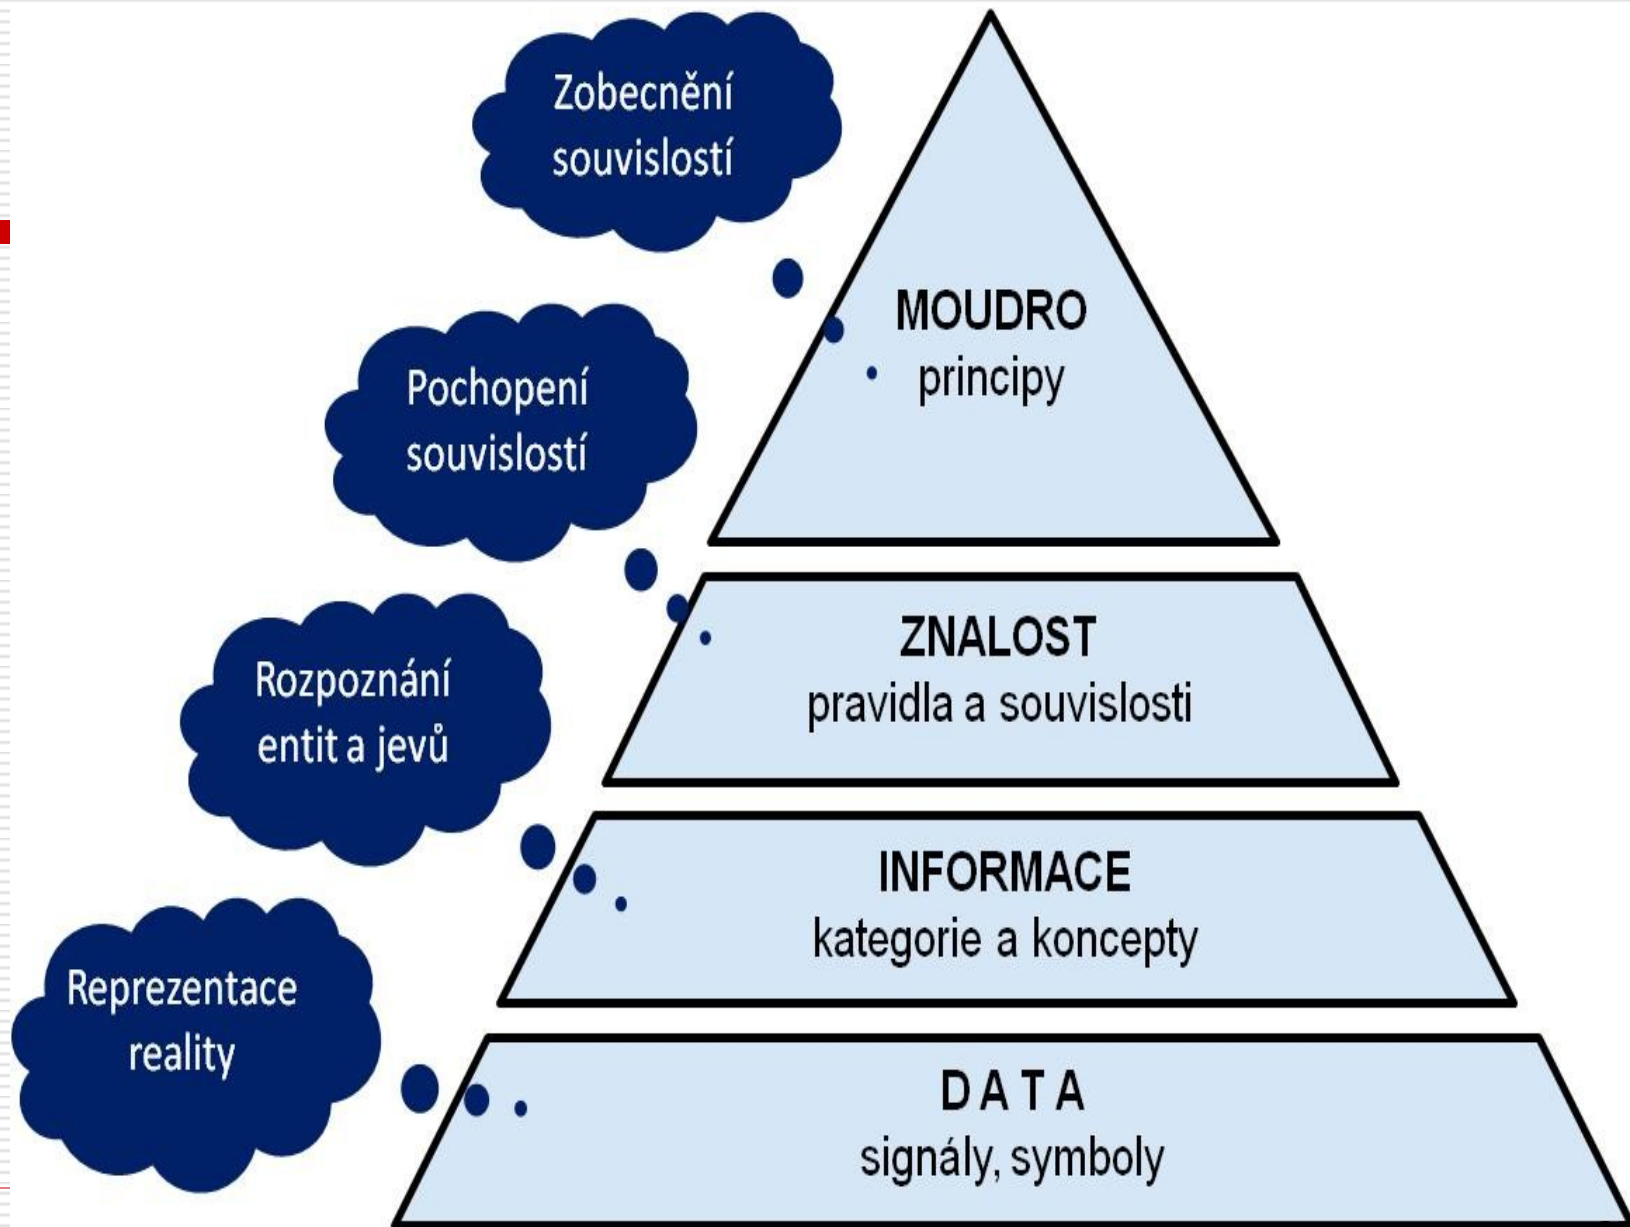 Zobecnění
souvislostí
MOUDRO
principy
Pochopení
souvislostí
ZNALOST
pravidla a souvislosti
Rozpoznání
entit a jevů
INFORMACE
kategorie a koncepty
Reprezentace
reality
D A T A
signály, symboly